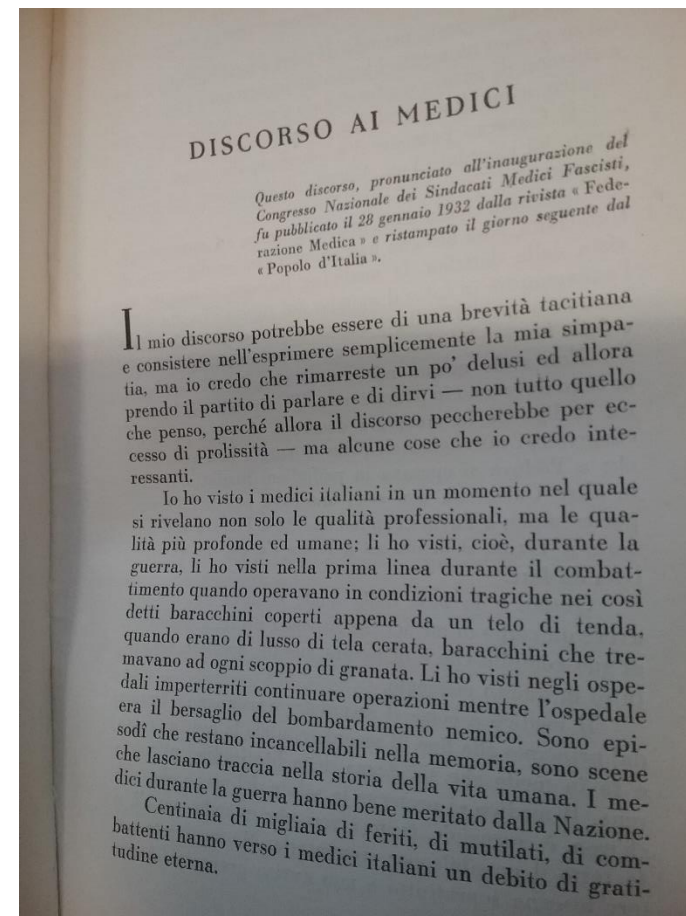 DISCORSO AI MEDICI
Questo discorso, pronunciato all'inaugurazione del
Congresso Nazionale dei Sindacati Medici Fascisti,
fu pubblicato il 28 gennaio 1932 dalla rivista « Fede-
razione Medica » e ristampato il giorno seguente dal
« Popolo d'Italia ».
Il mio discorso potrebbe essere di una brevità tacitiana
e consistere nell'esprimere semplicemente la mia simpa-
tia, ma io credo che rimarreste un po' delusi ed allora
prendo il partito di parlare e di dirvi — non tutto quello
che penso, perché allora il discorso peccherebbe per ec-
cesso di prolissità — ma alcune cose che io credo inte-
ressanti.
Io ho visto i medici italiani in un momento nel quale
si rivelano non solo le qualità professionali, ma le qua-
lità più profonde ed umane; li ho visti, cioè, durante la
guerra, li ho visti nella prima linea durante il combat-
timento quando operavano in condizioni tragiche nei così
detti baracchini coperti appena da un telo di tenda,
quando erano di lusso di tela cerata, baracchini che tre-
mavano ad ogni scoppio di granata. Li ho visti negli ospe-
dali imperterriti continuare operazioni mentre l'ospedale
era il bersaglio del bombardamento nemico. Sono epi-
sodî che restano incancellabili nella memoria, sono scene
che lasciano traccia nella storia della vita umana. I me-
dici durante la guerra hanno bene meritato dalla Nazione.
Centinaia di migliaia di feriti, di mutilati, di com-
battenti hanno verso i medici italiani un debito di grati-
tudine eterna.